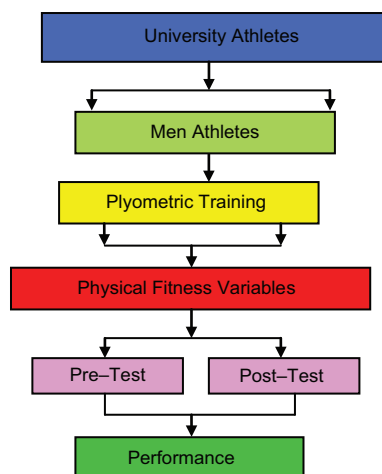 University Athletes
Men Athletes
Plyometric Training
Physical Fitness Variables
Pre–Test
Post–Test
Performance